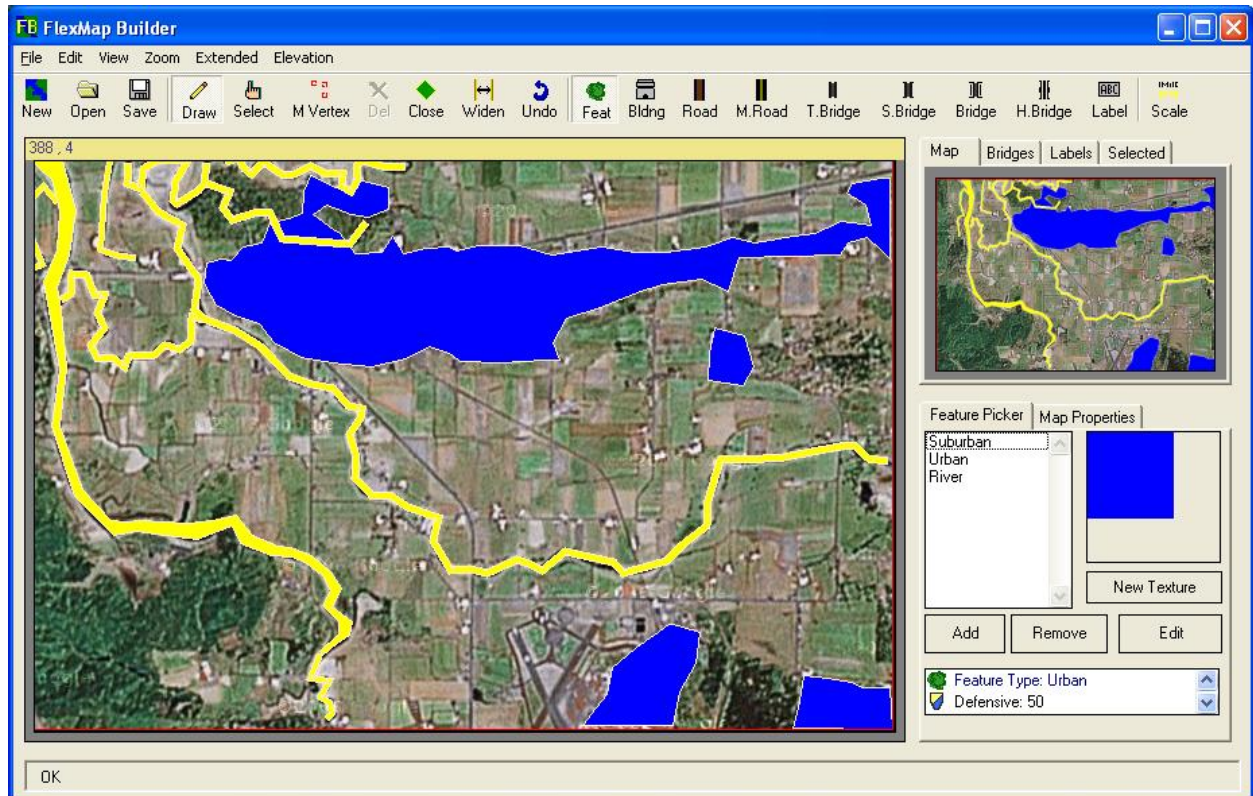 FB FlexMap Builder
File Edit View Zoom Extended Elevation
New Open Save Draw Select M Vertex Del Close Widen Undo Feat Bldng Road M.Road T.Bridge S.Bridge Bridge H.Bridge ABC Label Scale
388 , 4
Map Bridges Labels Selected
Feature Picker Map Properties
Suburban
Urban
River
New Texture
Add Remove Edit
Feature Type: Urban
Defensive: 50
OK